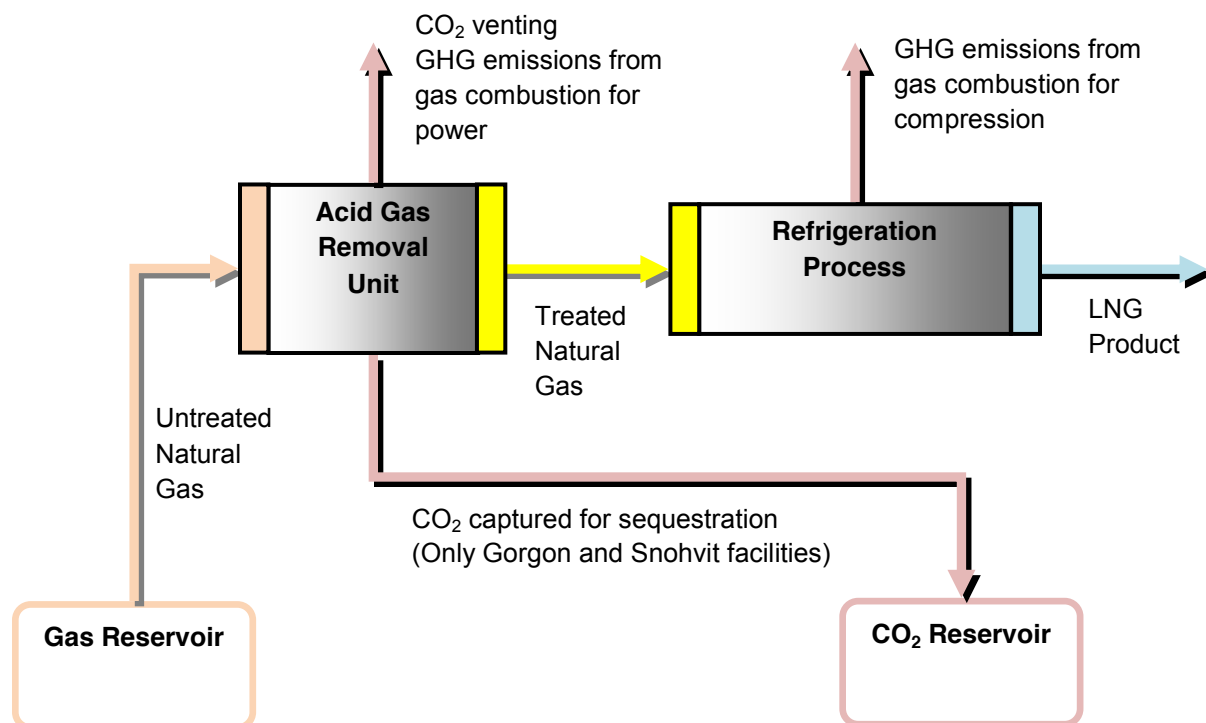 CO₂ venting
GHG emissions from
gas combustion for
power
GHG emissions from
gas combustion for
compression
Acid Gas
Removal
Unit
Refrigeration
Process
Treated
Natural
Gas
LNG
Product
Untreated
Natural
Gas
CO₂ captured for sequestration
(Only Gorgon and Snohvit facilities)
Gas Reservoir
CO₂ Reservoir